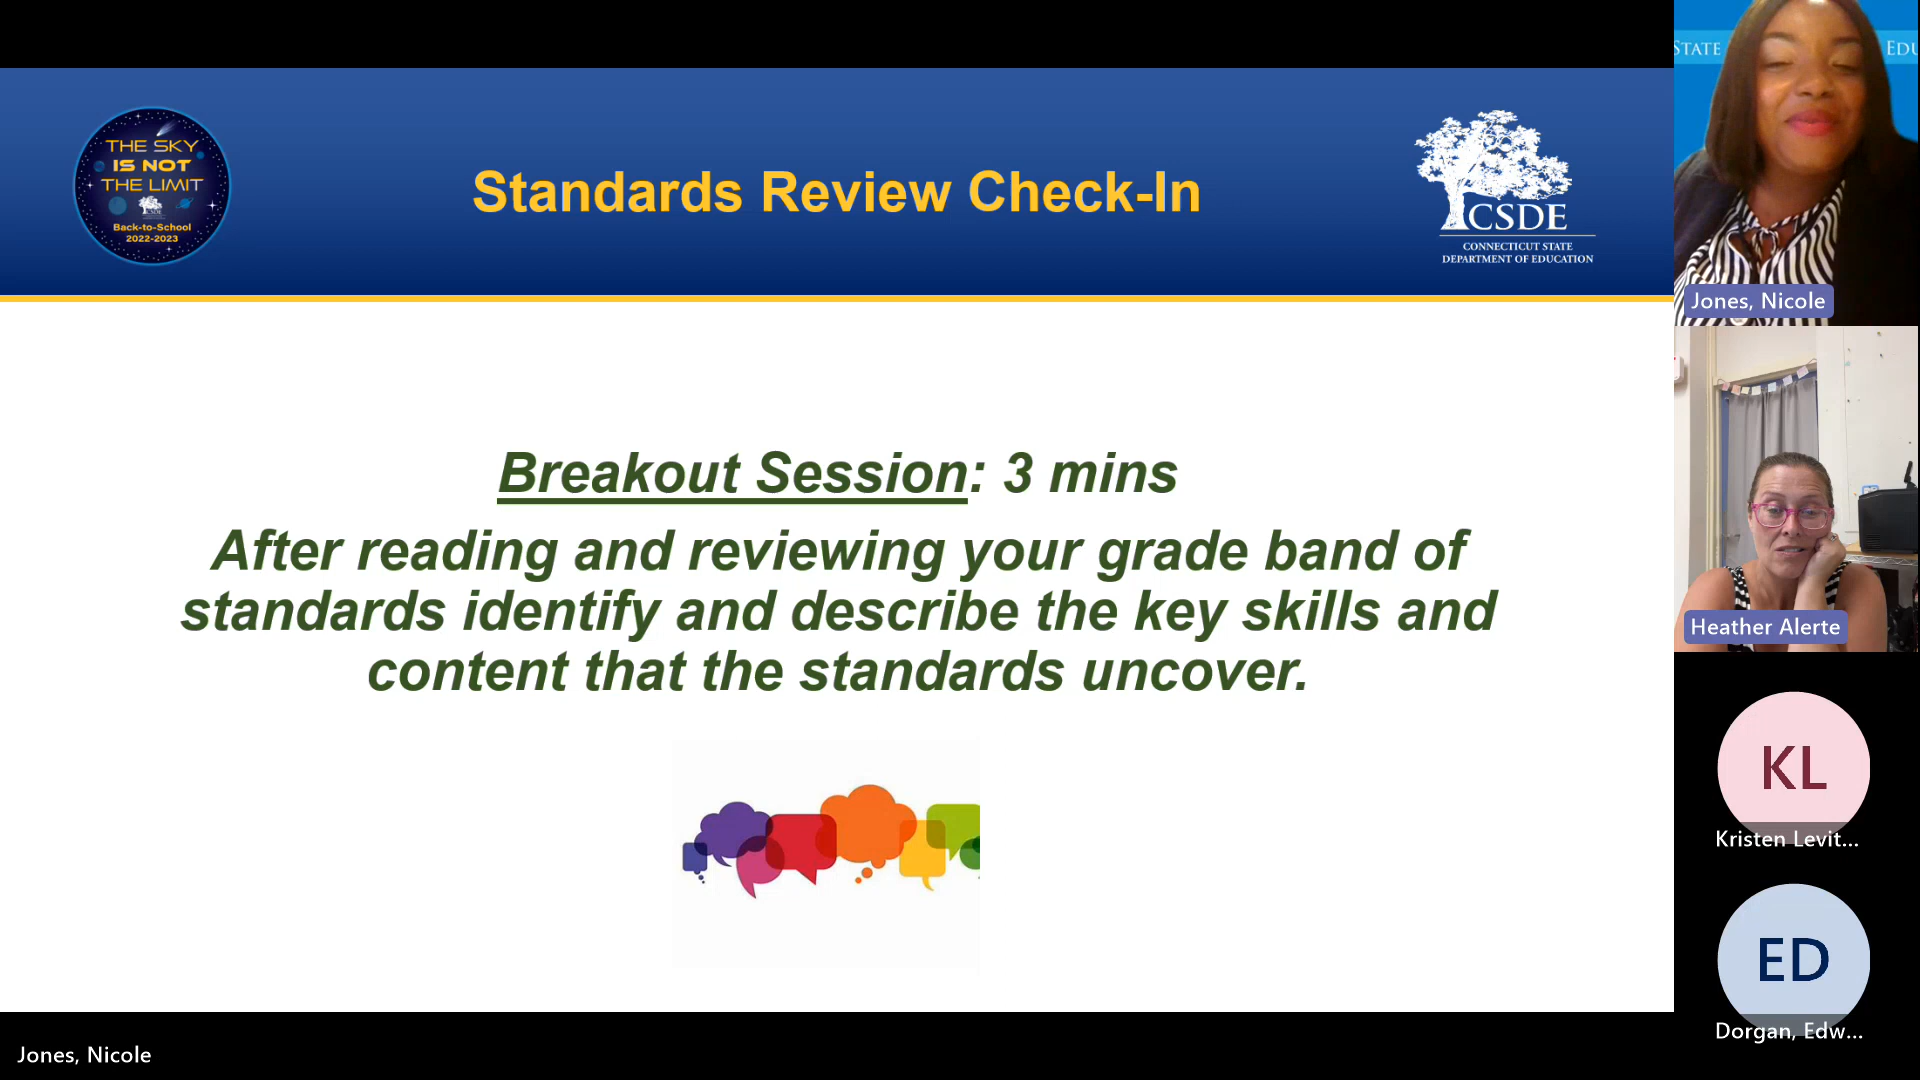 THE SKY
IS NOT
THE LIMIT
CSDE
Back-to-School
2022-2023
Standards Review Check-In
CSDE
CONNECTICUT STATE
DEPARTMENT OF EDUCATION
Breakout Session: 3 mins
After reading and reviewing your grade band of
standards identify and describe the key skills and
content that the standards uncover.
STATE EDU
Jones, Nicole
Heather Alerte
KL
Kristen Levit...
ED
Dorgan, Edw...
Jones, Nicole